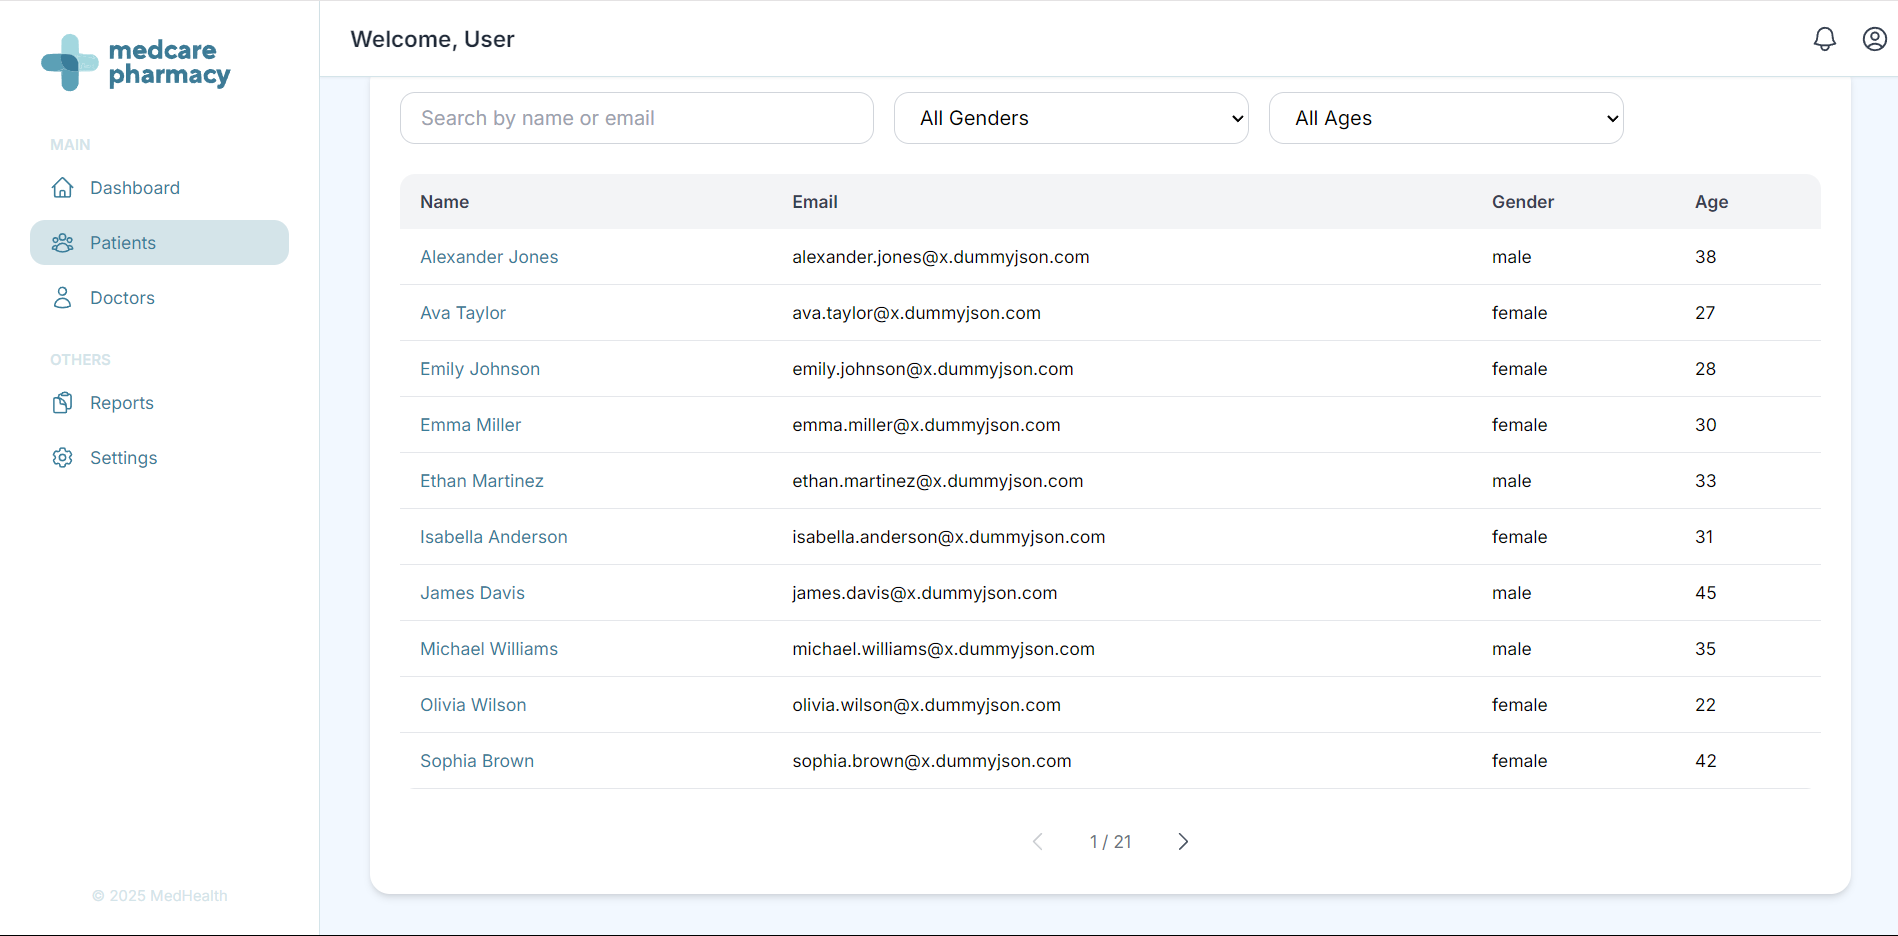 medcare
pharmacy
Welcome, User
MAIN
Dashboard
Patients
Doctors
OTHERS
Reports
Settings
© 2025 MedHealth
Search by name or email
All Genders
All Ages
Name Email Gender Age
Alexander Jones alexander.jones@x.dummyjson.com male 38
Ava Taylor ava.taylor@x.dummyjson.com female 27
Emily Johnson emily.johnson@x.dummyjson.com female 28
Emma Miller emma.miller@x.dummyjson.com female 30
Ethan Martinez ethan.martinez@x.dummyjson.com male 33
Isabella Anderson isabella.anderson@x.dummyjson.com female 31
James Davis james.davis@x.dummyjson.com male 45
Michael Williams michael.williams@x.dummyjson.com male 35
Olivia Wilson olivia.wilson@x.dummyjson.com female 22
Sophia Brown sophia.brown@x.dummyjson.com female 42
1 / 21